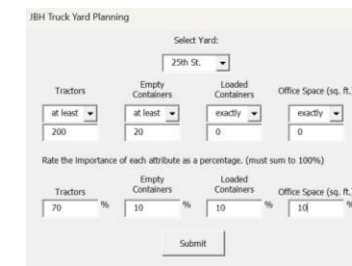 JBH Truck Yard Planning
Select Yard:
25th St.
Tractors Empty Containers Loaded Containers Office Space (sq. ft.)
at least at least exactly exactly
200 20 0 0
Rate the importance of each attribute as a percentage. (must sum to 100%)
Tractors Empty Containers Loaded Containers Office Space (sq. ft.)
70 % 10 % 10 % 10 %
Submit